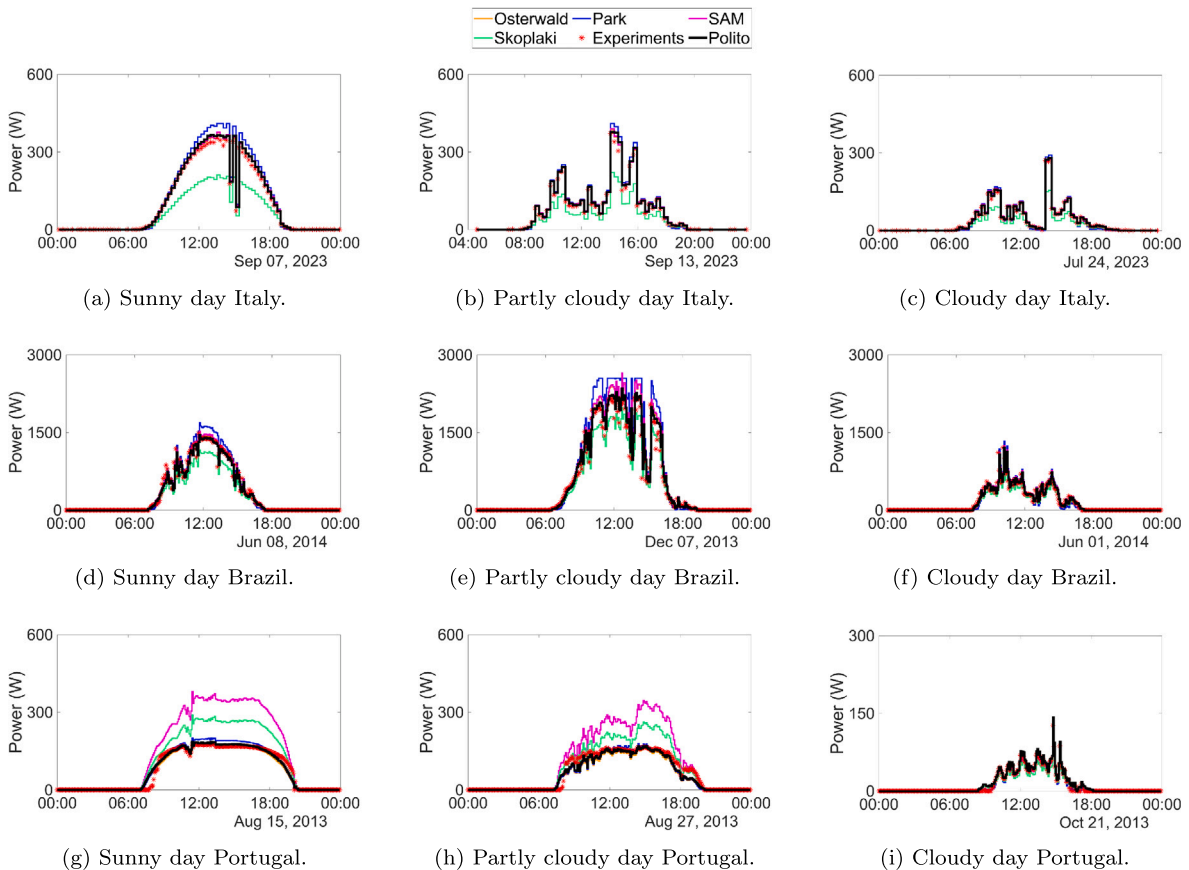 Osterwald Park SAM
Skoplaki Experiments Polito
600
300
0
Power (W)
00:00 06:00 12:00 18:00 00:00
Sep 07, 2023
(a) Sunny day Italy.
600
300
0
Power (W)
04:00 08:00 12:00 16:00 20:00 00:00
Sep 13, 2023
(b) Partly cloudy day Italy.
600
300
0
Power (W)
00:00 06:00 12:00 18:00 00:00
Jul 24, 2023
(c) Cloudy day Italy.
3000
1500
0
Power (W)
00:00 06:00 12:00 18:00 00:00
Jun 08, 2014
(d) Sunny day Brazil.
3000
1500
0
Power (W)
00:00 06:00 12:00 18:00 00:00
Dec 07, 2013
(e) Partly cloudy day Brazil.
3000
1500
0
Power (W)
00:00 06:00 12:00 18:00 00:00
Jun 01, 2014
(f) Cloudy day Brazil.
600
300
0
Power (W)
00:00 06:00 12:00 18:00 00:00
Aug 15, 2013
(g) Sunny day Portugal.
600
300
0
Power (W)
00:00 06:00 12:00 18:00 00:00
Aug 27, 2013
(h) Partly cloudy day Portugal.
300
150
0
Power (W)
00:00 06:00 12:00 18:00 00:00
Oct 21, 2013
(i) Cloudy day Portugal.